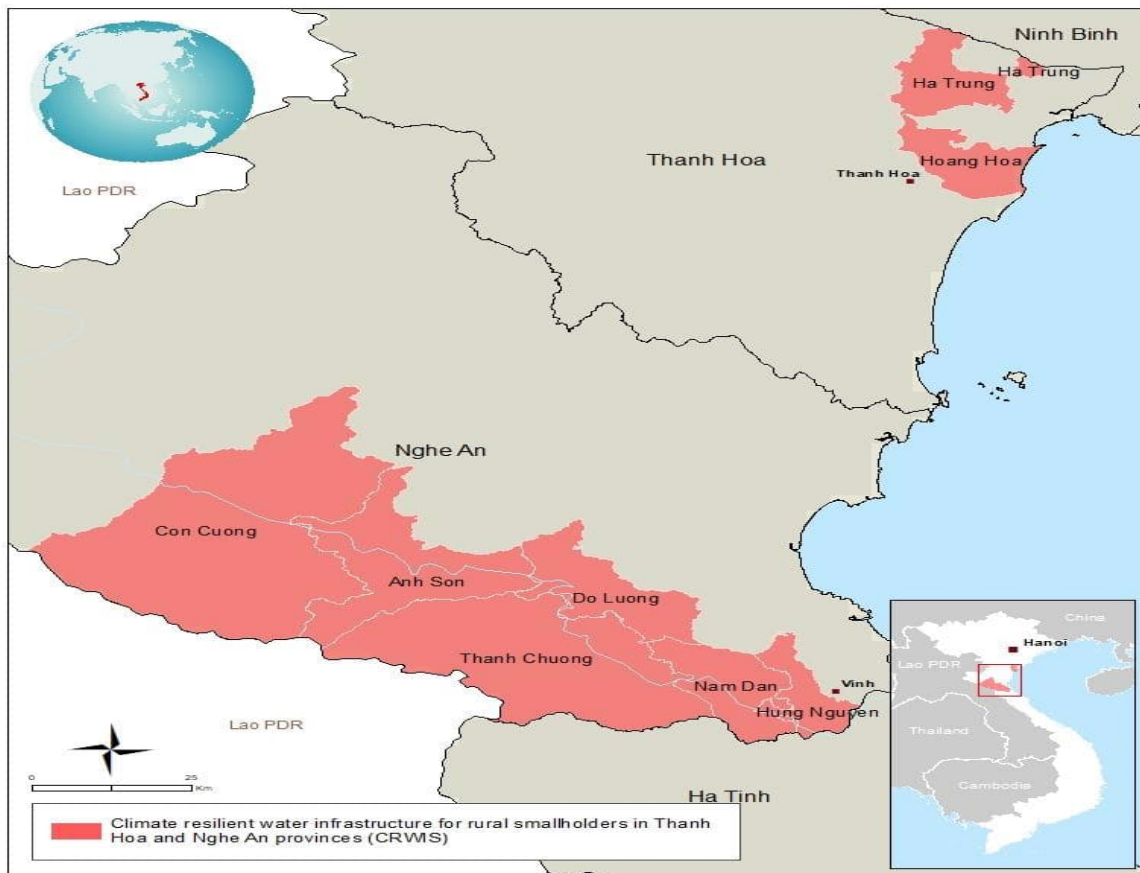 Ninh Binh
Ha Trung
Ha Trung
Thanh Hoa
Hoang Hoa
Thanh Hoa
Lao PDR
Nghe An
Con Cuong
Anh Son
Do Luong
Thanh Chuong
Nam Dan
Vinh
Hung Nguyen
Lao PDR
Ha Tinh
0 25
Km
Climate resilient water infrastructure for rural smallholders in Thanh
Hoa and Nghe An provinces (CRWIS)
China
Hanoi
Lao PDR
Thailand
Cambodia